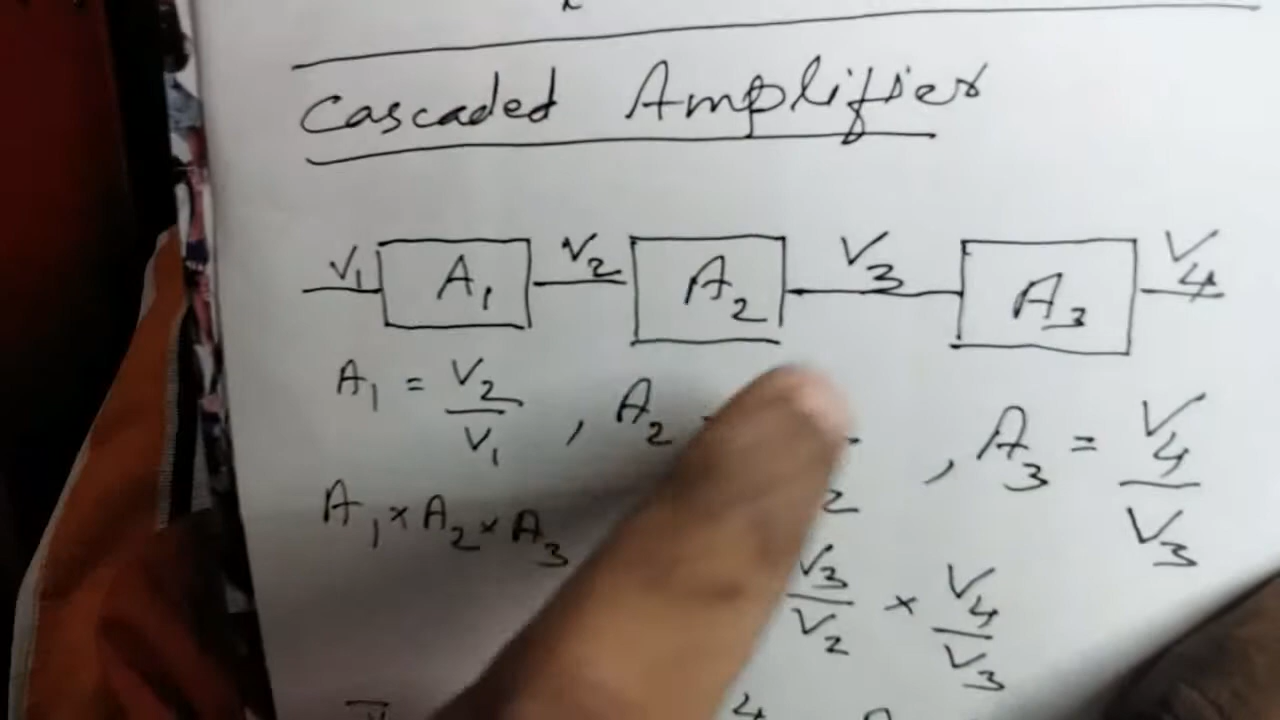 Cascaded Amplifier
V1 A1 V2 A2 V3 A3 V4
A1 = V2/V1 , A2 , A3 = V4/V3
A1 × A2 × A3
V3/V2 × V4/V3
4